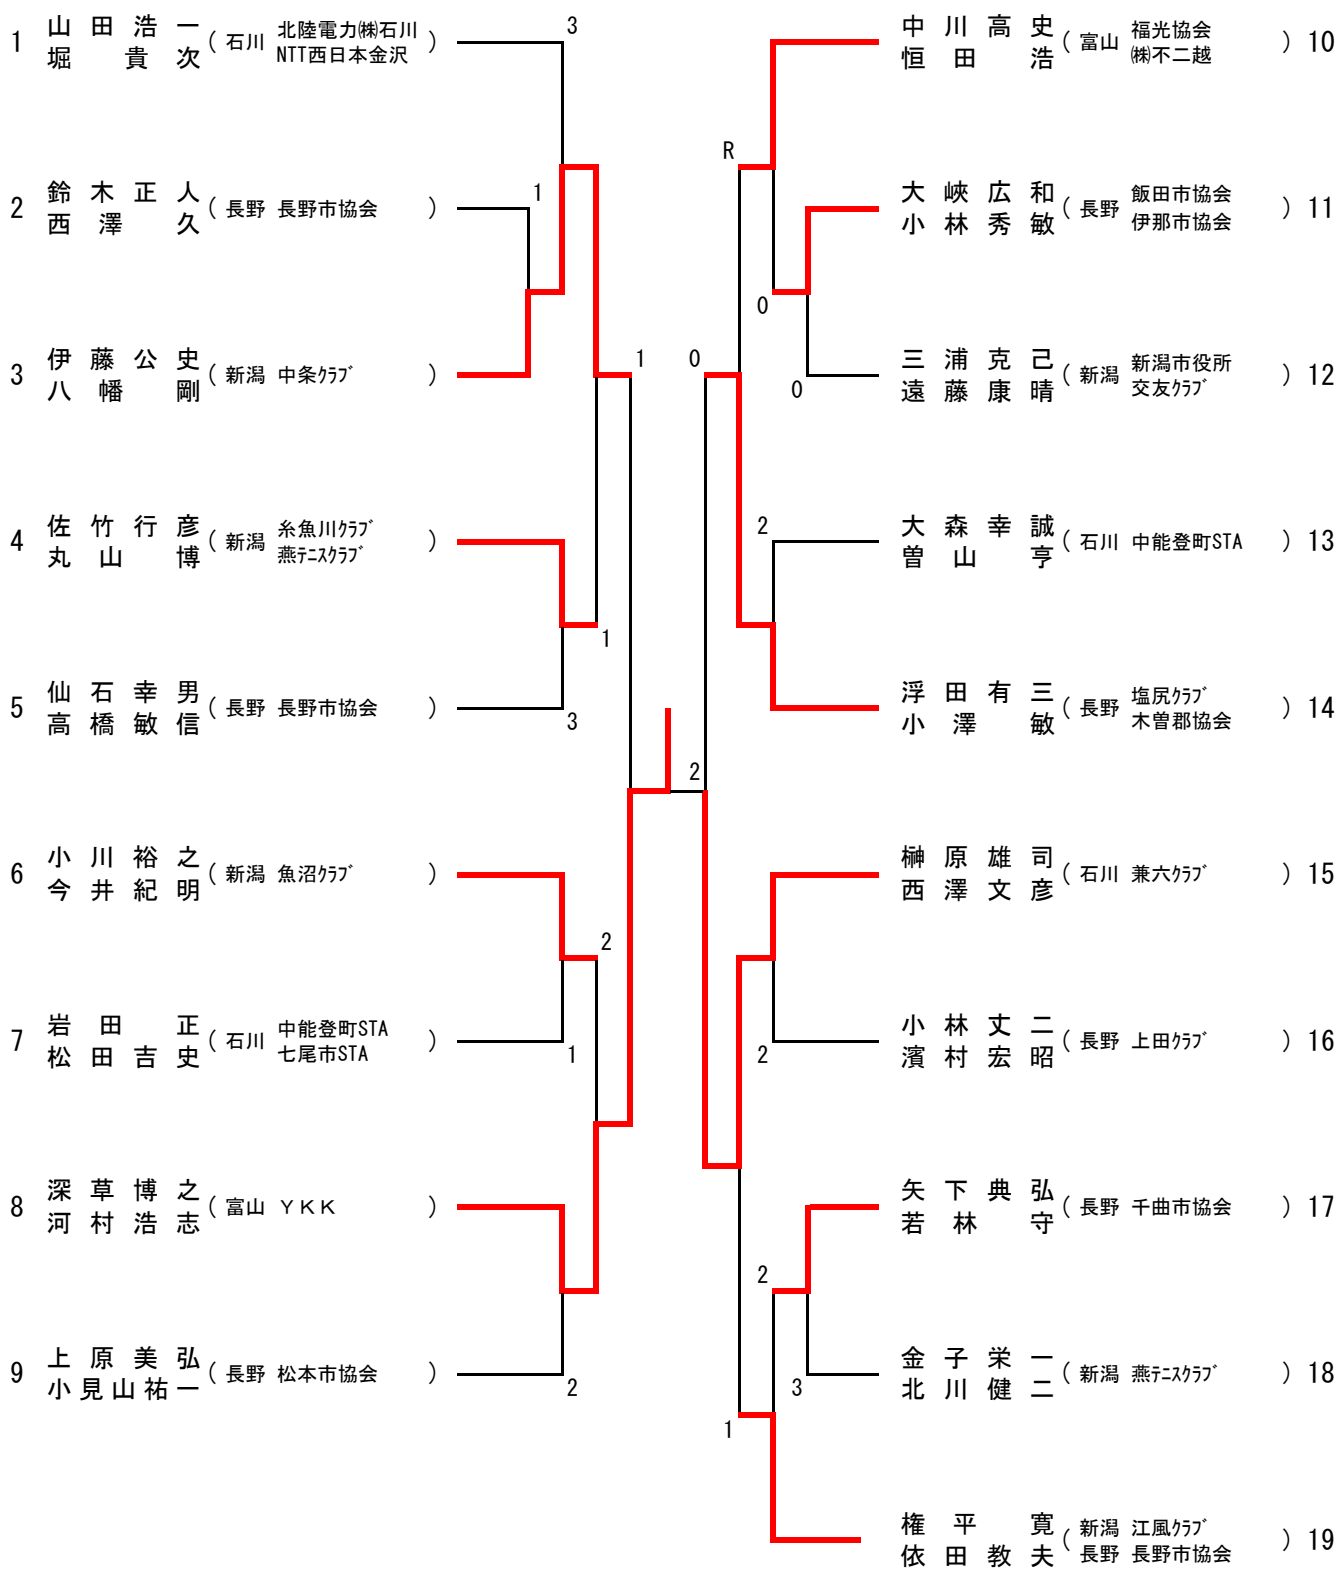 1 山田浩一 堀貴次 ( 石川 北陸電力㈱石川 NTT西日本金沢 )
3
2 鈴木正人 西澤久 ( 長野 長野市協会 )
1
3 伊藤公史 八幡剛 ( 新潟 中条ｸﾗﾌﾞ )
1
4 佐竹行彦 丸山博 ( 新潟 糸魚川ｸﾗﾌﾞ 燕ﾃﾆｽｸﾗﾌﾞ )
1
5 仙石幸男 高橋敏信 ( 長野 長野市協会 )
3
6 小川裕之 今井紀明 ( 新潟 魚沼ｸﾗﾌﾞ )
2
7 岩田正 松田吉史 ( 石川 中能登町STA 七尾市STA )
1
8 深草博之 河村浩志 ( 富山 ＹＫＫ )
9 上原美弘 小見山祐一 ( 長野 松本市協会 )
2
中川高史 恒田浩 ( 富山 福光協会 ㈱不二越 ) 10
R
大峽広和 小林秀敏 ( 長野 飯田市協会 伊那市協会 ) 11
0
三浦克己 遠藤康晴 ( 新潟 新潟市役所 交友ｸﾗﾌﾞ ) 12
0
0
大森幸誠 曽山亨 ( 石川 中能登町STA ) 13
2
浮田有三 小澤敏 ( 長野 塩尻ｸﾗﾌﾞ 木曽郡協会 ) 14
2
榊原雄司 西澤文彦 ( 石川 兼六ｸﾗﾌﾞ ) 15
小林丈二 濱村宏昭 ( 長野 上田ｸﾗﾌﾞ ) 16
2
矢下典弘 若林守 ( 長野 千曲市協会 ) 17
2
金子栄一 北川健二 ( 新潟 燕ﾃﾆｽｸﾗﾌﾞ ) 18
3
1
権平寛 依田教夫 ( 新潟 江風ｸﾗﾌﾞ 長野 長野市協会 ) 19